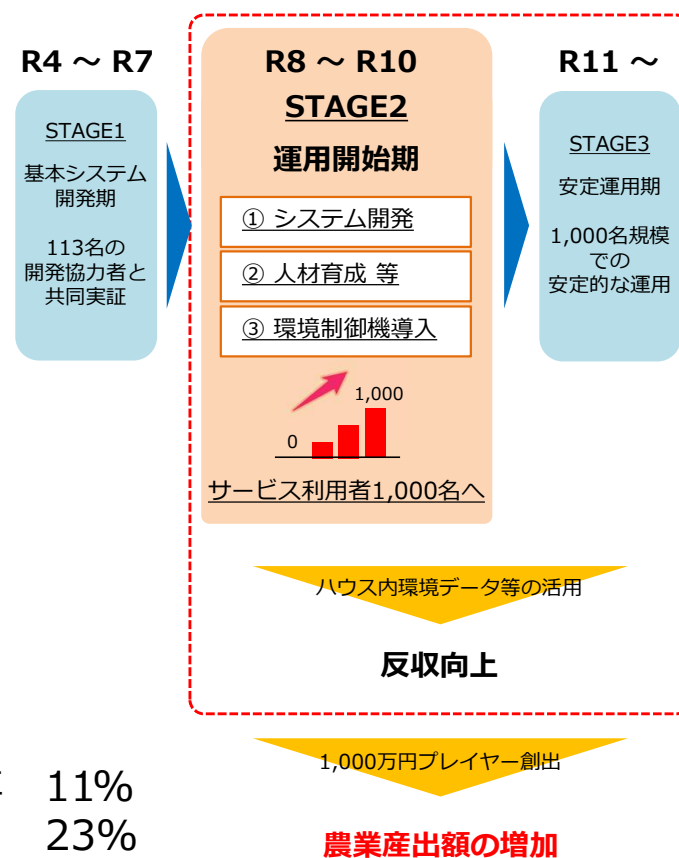 R4 ～ R7
STAGE1
基本システム
開発期
113名の
開発協力者と
共同実証
R8 ～ R10
STAGE2
運用開始期
① システム開発
② 人材育成 等
③ 環境制御機導入
1,000
0
サービス利用者1,000名へ
R11 ～
STAGE3
安定運用期
1,000名規模
での
安定的な運用
ハウス内環境データ等の活用
反収向上
1,000万円プレイヤー創出
農業産出額の増加
11%
23%